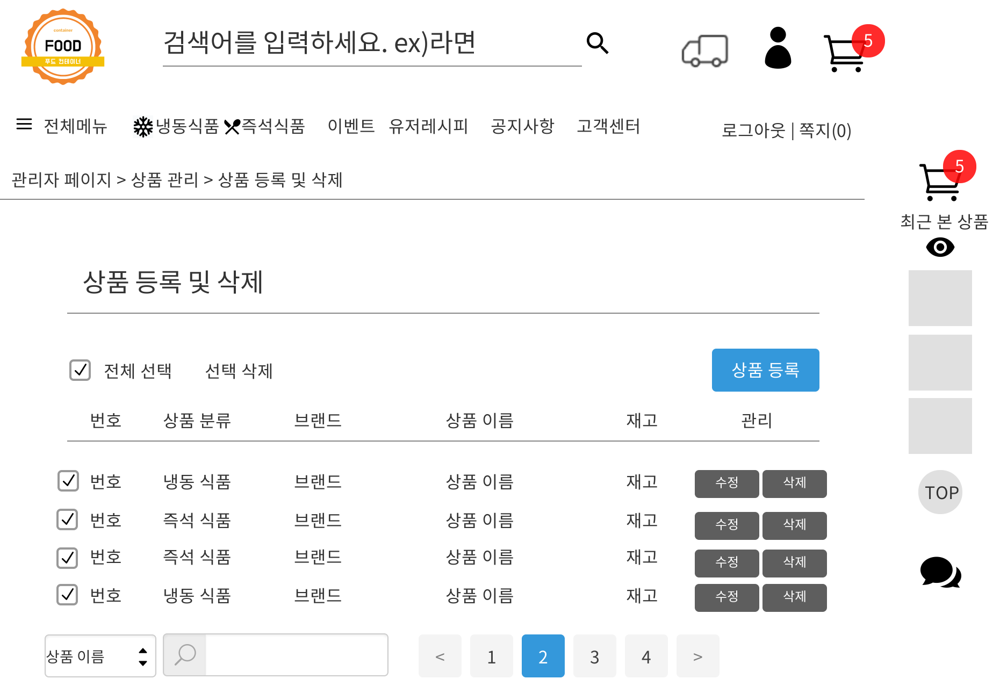 container
FOOD
푸드 컨테이너
검색어를 입력하세요. ex)라면
5
전체메뉴 냉동식품 즉석식품 이벤트 유저레시피 공지사항 고객센터 로그아웃 | 쪽지(0)
관리자 페이지 > 상품 관리 > 상품 등록 및 삭제
5
최근 본 상품
상품 등록 및 삭제
전체 선택 선택 삭제 상품 등록
번호 상품 분류 브랜드 상품 이름 재고 관리
번호 냉동 식품 브랜드 상품 이름 재고 수정 삭제
번호 즉석 식품 브랜드 상품 이름 재고 수정 삭제
번호 즉석 식품 브랜드 상품 이름 재고 수정 삭제
번호 냉동 식품 브랜드 상품 이름 재고 수정 삭제
TOP
상품 이름 < 1 2 3 4 >